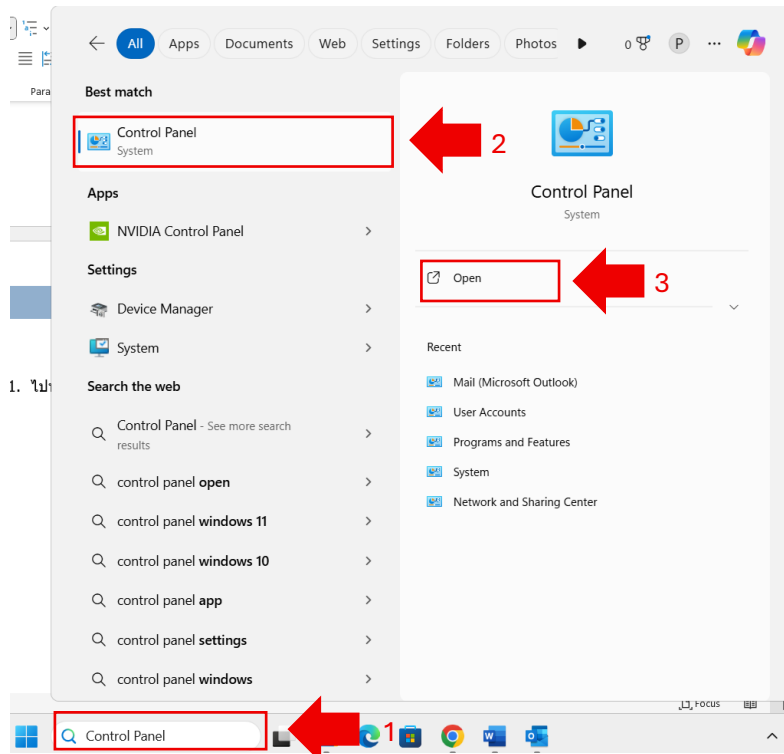 All Apps Documents Web Settings Folders Photos 0 P ...
Para
Best match
Control Panel
System
2
Control Panel
System
Apps
NVIDIA Control Panel
Settings
Open
3
Device Manager
System
Recent
1.
Search the web
Mail (Microsoft Outlook)
Control Panel - See more search
results
User Accounts
Programs and Features
System
Network and Sharing Center
control panel open
control panel windows 11
control panel windows 10
control panel app
control panel settings
control panel windows
Focus
Control Panel
1